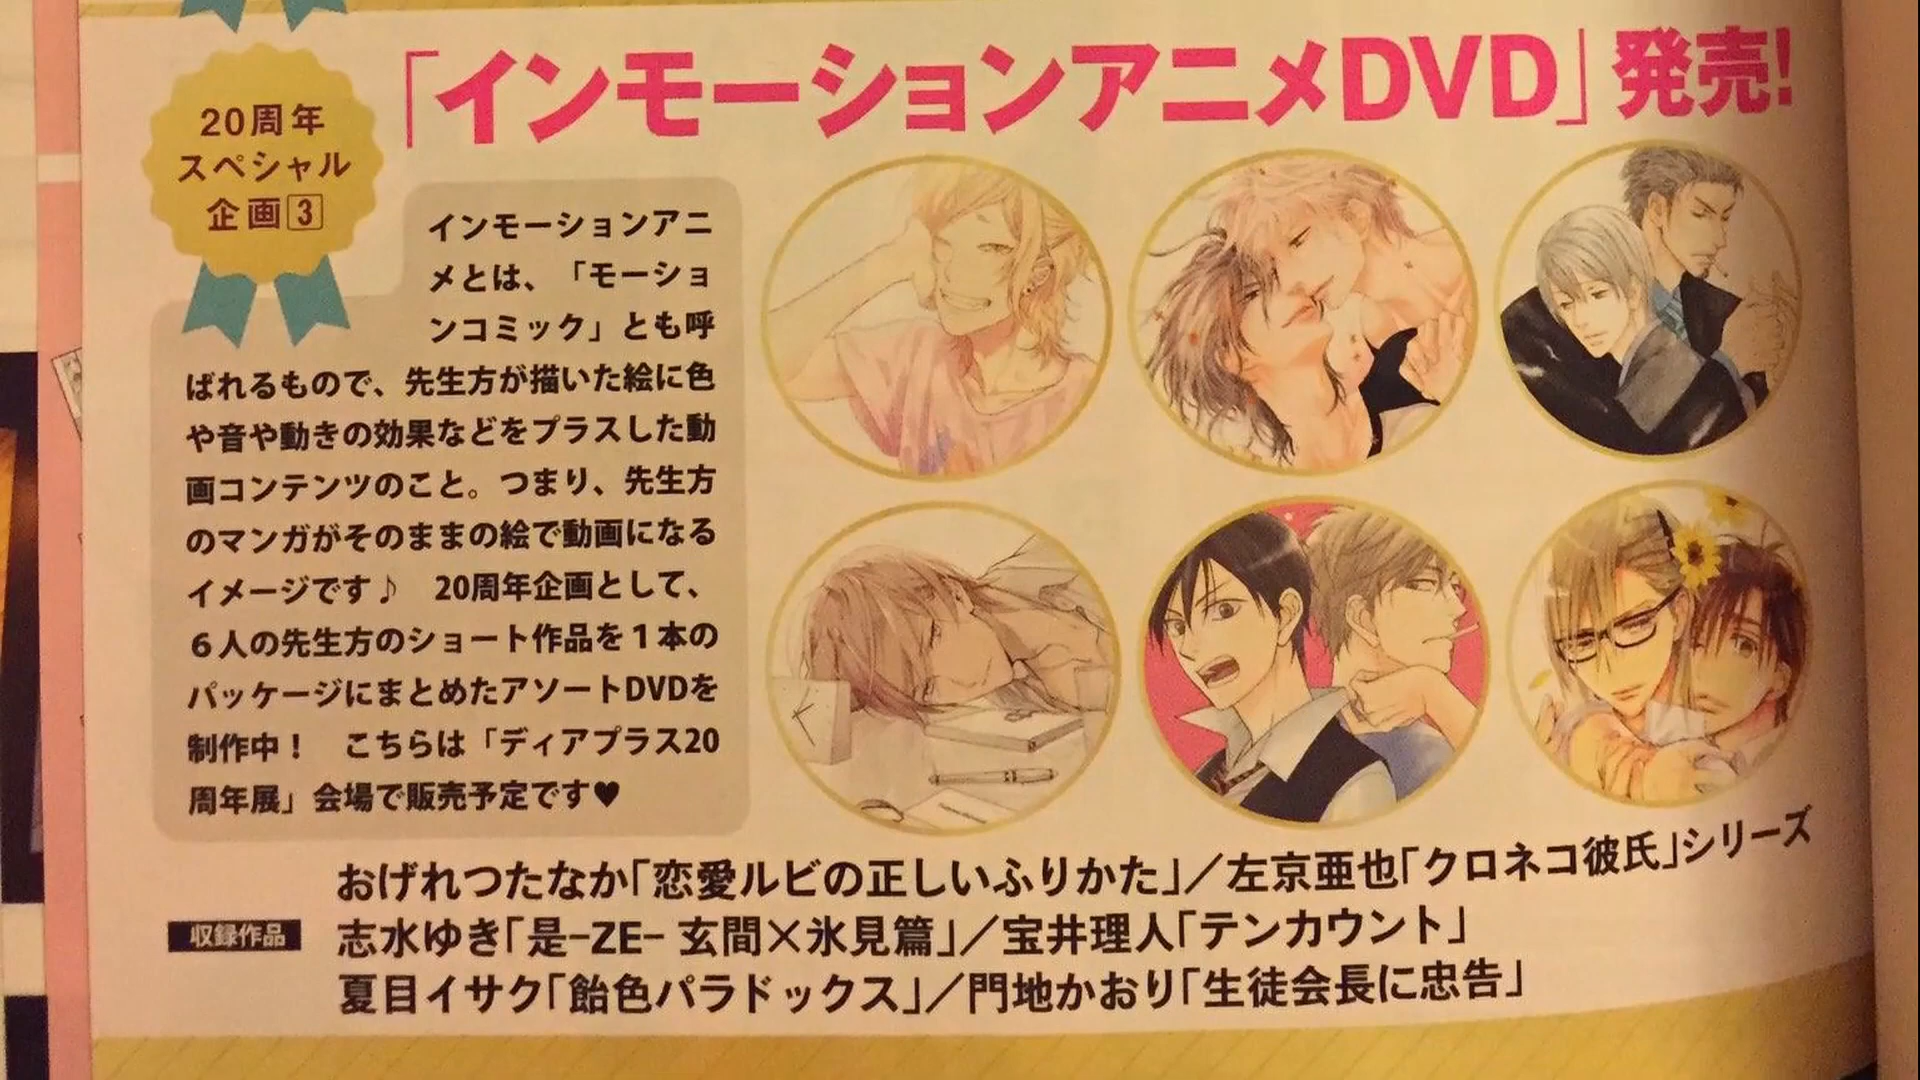 「インモーションアニメDVD」発売!
20周年
スペシャル
企画3
インモーションアニ
メとは、「モーショ
ンコミック」とも呼
ばれるもので、先生方が描いた絵に色
や音や動きの効果などをプラスした動
画コンテンツのこと。つまり、先生方
のマンガがそのままの絵で動画になる
イメージです♪　20周年企画として、
６人の先生方のショート作品を１本の
パッケージにまとめたアソートDVDを
制作中！　こちらは「ディアプラス20
周年展」会場で販売予定です♥
収録作品
おげれつたなか「恋愛ルビの正しいふりかた」／左京亜也「クロネコ彼氏」シリーズ
志水ゆき「是−ZE− 玄間×氷見篇」／宝井理人「テンカウント」
夏目イサク「飴色パラドックス」／門地かおり「生徒会長に忠告」